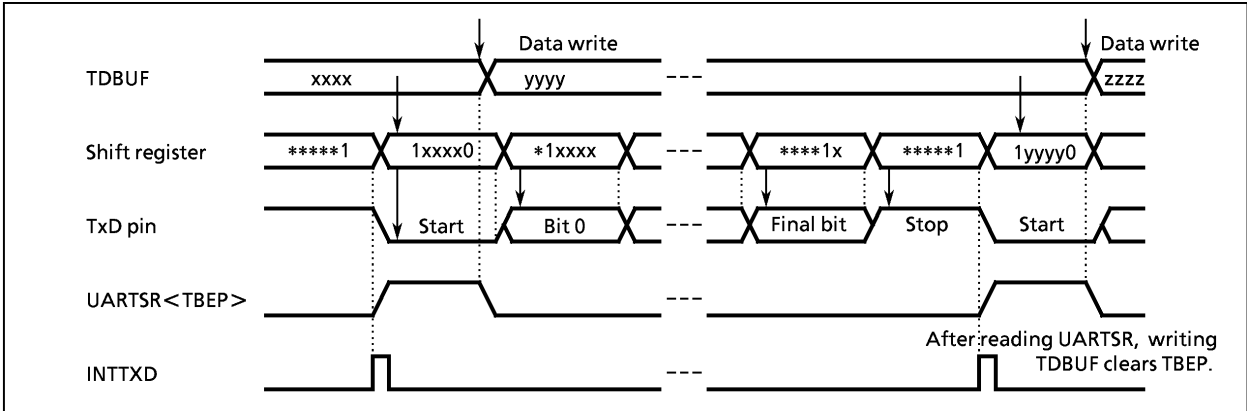 Data write Data write
TDBUF xxxx yyyy zzzz
Shift register *****1 1xxxx0 *1xxxx ****1x *****1 1yyyy0
TxD pin Start Bit 0 Final bit Stop Start
UARTSR<TBEP>
After reading UARTSR, writing
TDBUF clears TBEP.
INTTXD